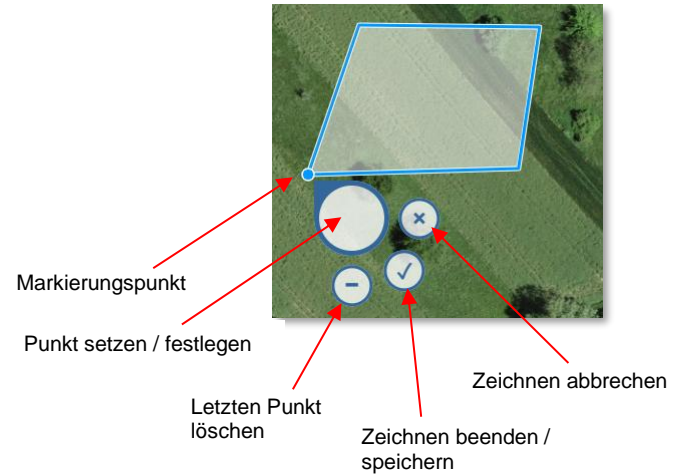 Markierungspunkt
Punkt setzen / festlegen
Zeichnen abbrechen
Letzten Punkt
löschen
Zeichnen beenden /
speichern